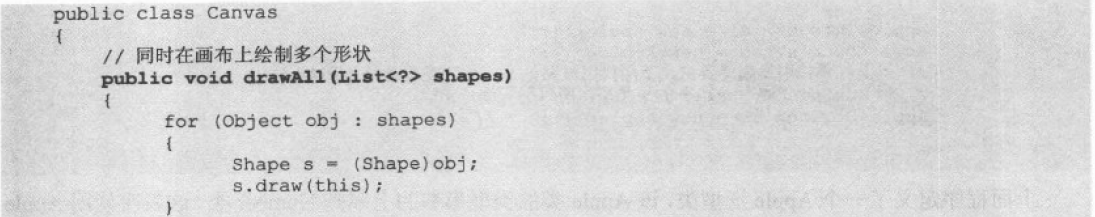 public class Canvas
{
// 同时在画布上绘制多个形状
public void drawAll(List<?> shapes)
{
for (Object obj : shapes)
{
Shape s = (Shape)obj;
s.draw(this);
}